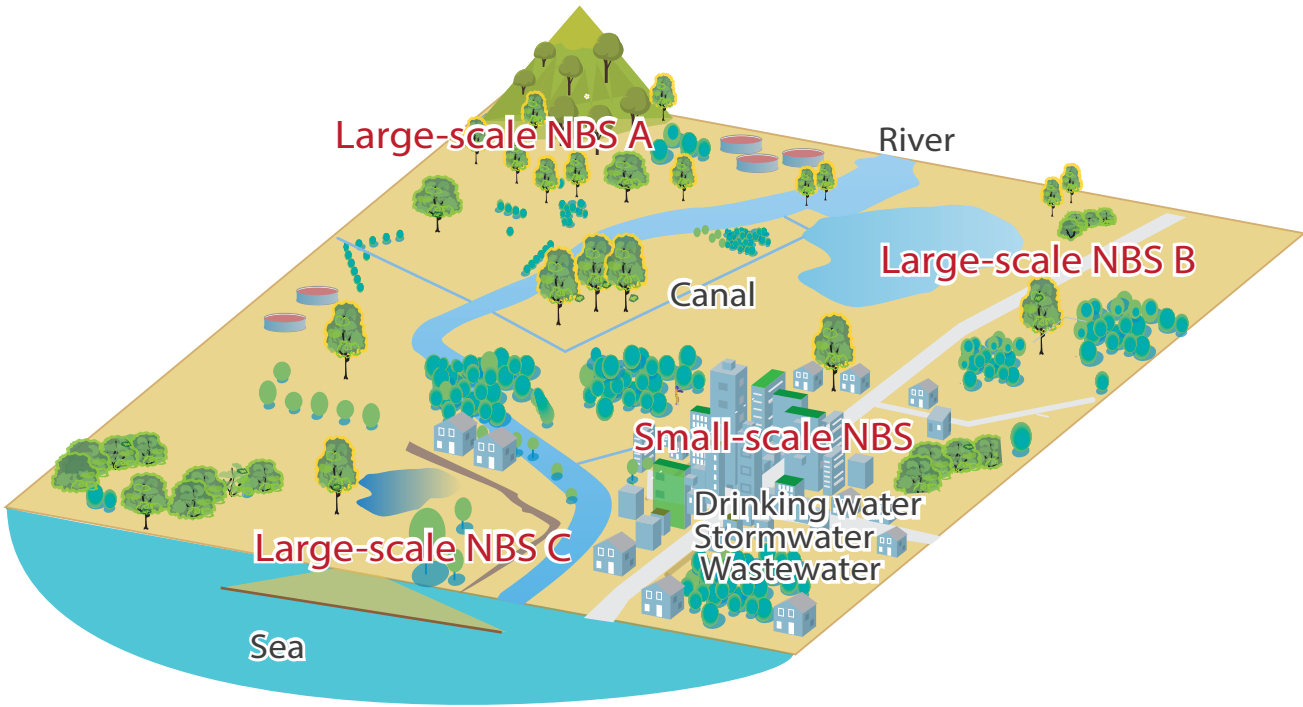 Large-scale NBS A
River
Large-scale NBS B
Canal
Small-scale NBS
Drinking water
Stormwater
Wastewater
Large-scale NBS C
Sea